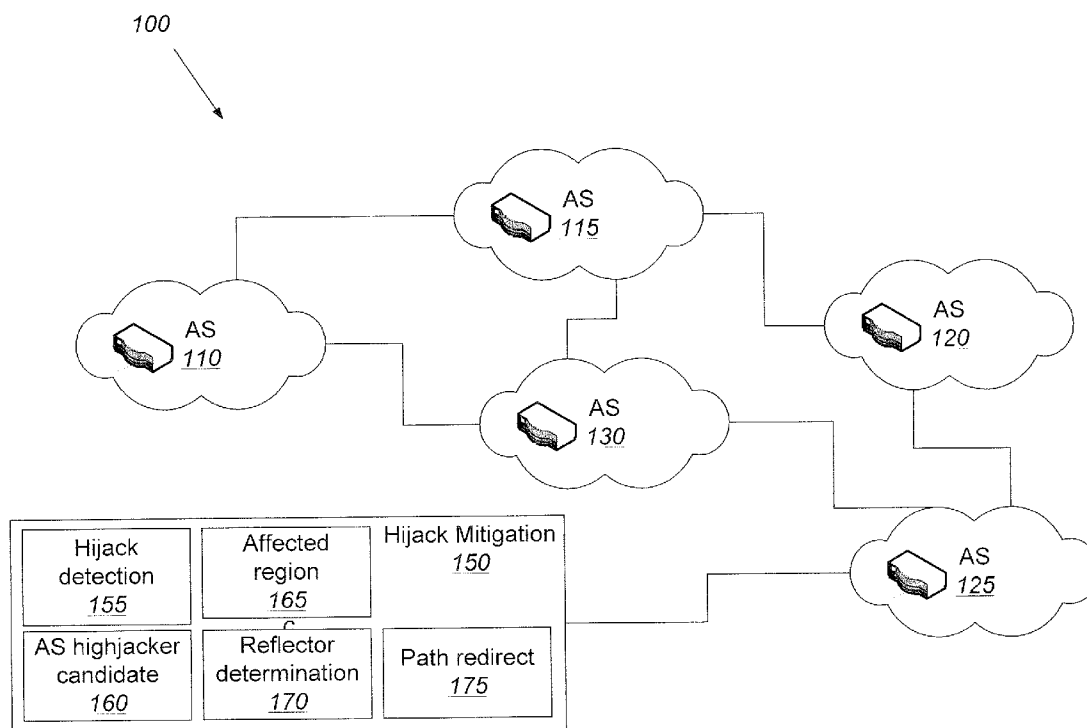 100
AS
115
AS
110
AS
120
AS
130
AS
125
Hijack
detection
155
Affected
region
165
Hijack Mitigation
150
c
AS highjacker
candidate
160
Reflector
determination
170
Path redirect
175